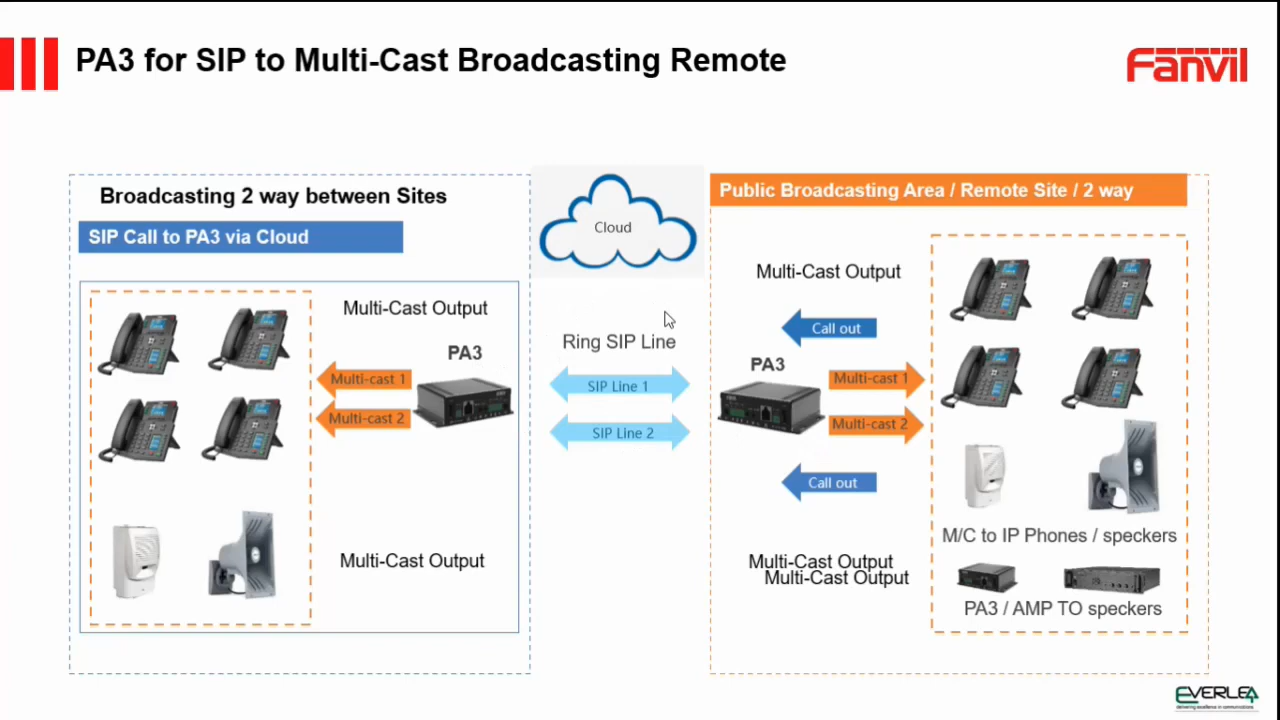 PA3 for SIP to Multi-Cast Broadcasting Remote
Fanvil
Broadcasting 2 way between Sites
SIP Call to PA3 via Cloud
Multi-Cast Output
PA3
Multi-cast 1
Multi-cast 2
Multi-Cast Output
Cloud
Ring SIP Line
SIP Line 1
SIP Line 2
Public Broadcasting Area / Remote Site / 2 way
Multi-Cast Output
Call out
PA3
Multi-cast 1
Multi-cast 2
Call out
Multi-Cast Output
Multi-Cast Output
M/C to IP Phones / speckers
PA3 / AMP TO speckers
EVERLEA
delivering excellence in communications